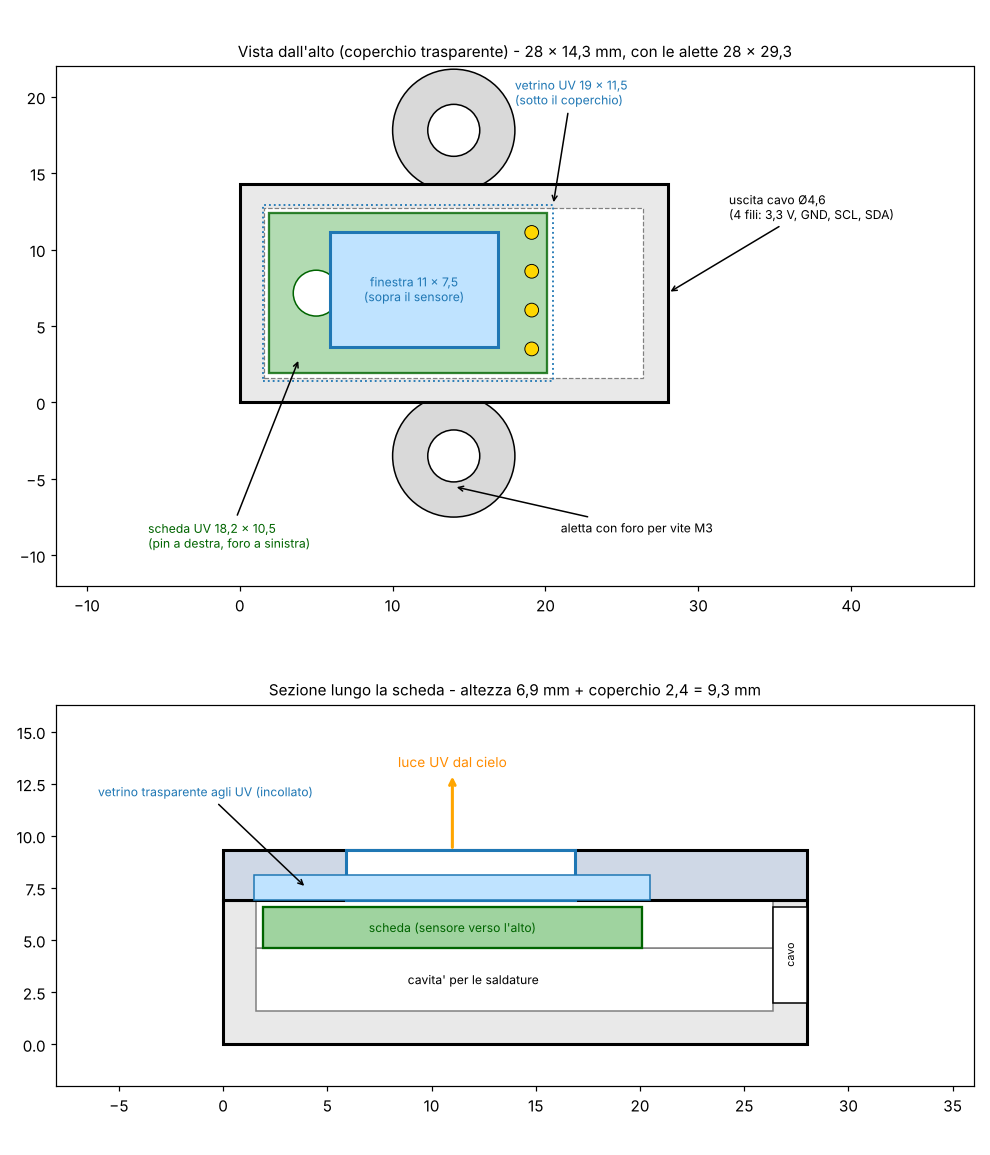 Vista dall'alto (coperchio trasparente) - 28 × 14,3 mm, con le alette 28 × 29,3
vetrino UV 19 × 11,5
(sotto il coperchio)
uscita cavo Ø4,6
(4 fili: 3,3 V, GND, SCL, SDA)
finestra 11 × 7,5
(sopra il sensore)
scheda UV 18,2 × 10,5
(pin a destra, foro a sinistra)
aletta con foro per vite M3
20
15
10
5
0
−5
−10
−10
0
10
20
30
40
Sezione lungo la scheda - altezza 6,9 mm + coperchio 2,4 = 9,3 mm
luce UV dal cielo
vetrino trasparente agli UV (incollato)
scheda (sensore verso l'alto)
cavita' per le saldature
cavo
15.0
12.5
10.0
7.5
5.0
2.5
0.0
−5
0
5
10
15
20
25
30
35